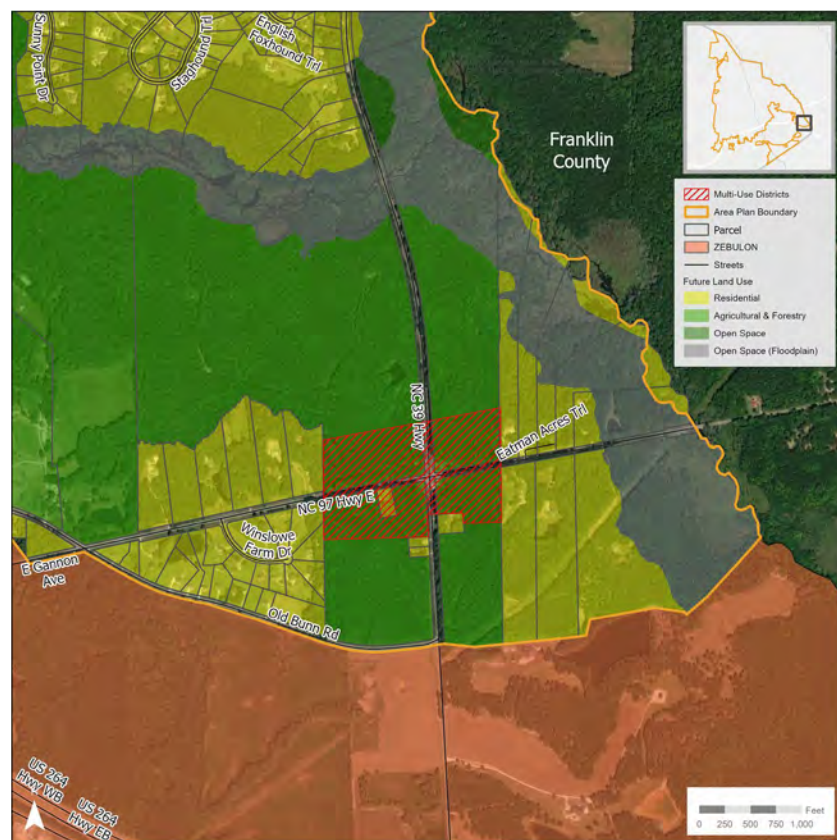 Sunny Point Dr
Staghound Trl
English
Foxhound Trl
Franklin
County
Multi-Use Districts
Area Plan Boundary
Parcel
ZEBULON
Streets
Future Land Use
Residential
Agricultural & Forestry
Open Space
Open Space (Floodplain)
NC 39 Hwy
Eatman Acres Trl
NC 97 Hwy E
Winslowe
Farm Dr
E Gannon
Ave
Old Bunn Rd
US 264
Hwy WB
US 264
Hwy EB
Feet
0 250 500 750 1,000